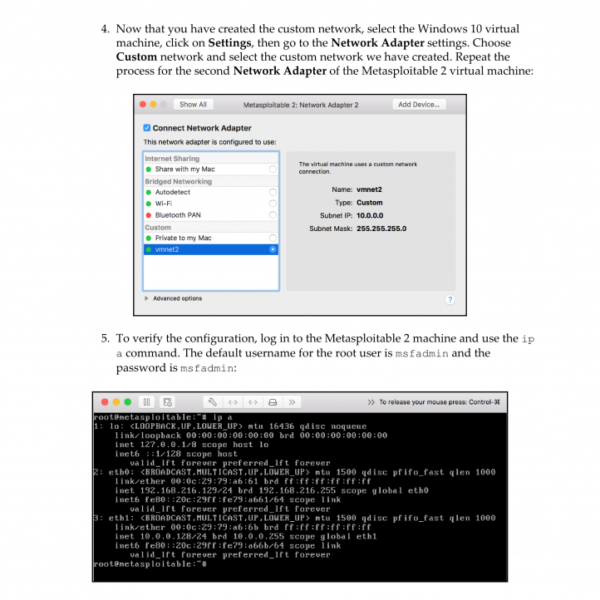 4. Now that you have created the custom network, select the Windows 10 virtual
machine, click on Settings, then go to the Network Adapter settings. Choose
Custom network and select the custom network we have created. Repeat the
process for the second Network Adapter of the Metasploitable 2 virtual machine:
Show All
Metasploitable 2: Network Adapter 2
Add Device...
Connect Network Adapter
This network adapter is configured to use:
Internet Sharing
Share with my Mac
Bridged Networking
Autodetect
Wi-Fi
Bluetooth PAN
Custom
Private to my Mac
vmnet2
The virtual machine uses a custom network
connection.
Name: vmnet2
Type: Custom
Subnet IP: 10.0.0.0
Subnet Mask: 255.255.255.0
Advanced options
?
5. To verify the configuration, log in to the Metasploitable 2 machine and use the ip
a command. The default username for the root user is msfadmin and the
password is msfadmin:
>> To release your mouse press: Control-⌘
root@metasploitable:~# ip a
1: lo: <LOOPBACK,UP,LOWER_UP> mtu 16436 qdisc noqueue
link/loopback 00:00:00:00:00:00 brd 00:00:00:00:00:00
inet 127.0.0.1/8 scope host lo
inet6 ::1/128 scope host
valid_lft forever preferred_lft forever
2: eth0: <BROADCAST,MULTICAST,UP,LOWER_UP> mtu 1500 qdisc pfifo_fast qlen 1000
link/ether 00:0c:29:79:a6:61 brd ff:ff:ff:ff:ff:ff
inet 192.168.216.129/24 brd 192.168.216.255 scope global eth0
inet6 fe80::20c:29ff:fe79:a661/64 scope link
valid_lft forever preferred_lft forever
3: eth1: <BROADCAST,MULTICAST,UP,LOWER_UP> mtu 1500 qdisc pfifo_fast qlen 1000
link/ether 00:0c:29:79:a6:6b brd ff:ff:ff:ff:ff:ff
inet 10.0.0.128/24 brd 10.0.0.255 scope global eth1
inet6 fe80::20c:29ff:fe79:a66b/64 scope link
valid_lft forever preferred_lft forever
root@metasploitable:~#